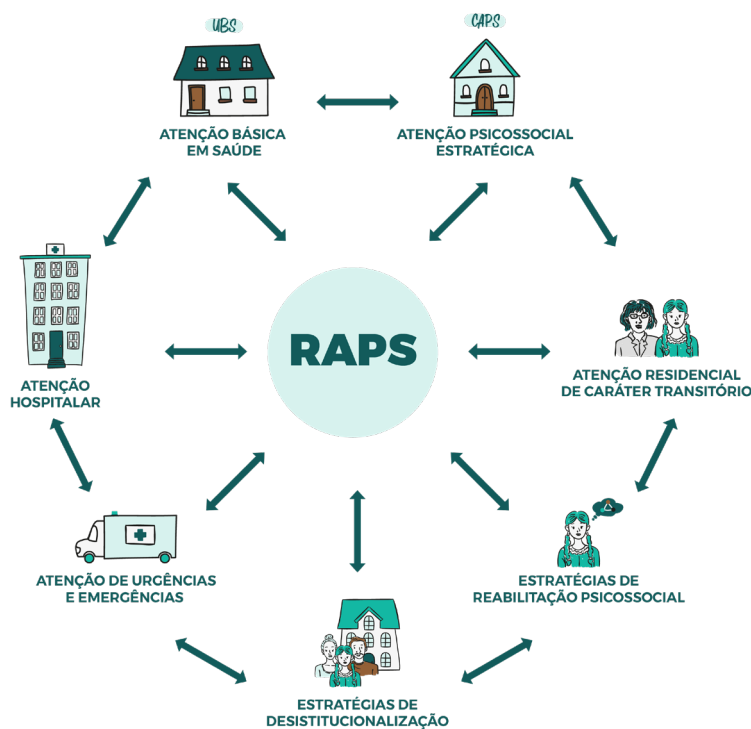 UBS
CAPS
ATENÇÃO BÁSICA
EM SAÚDE
ATENÇÃO PSICOSSOCIAL
ESTRATÉGICA
RAPS
ATENÇÃO
HOSPITALAR
ATENÇÃO RESIDENCIAL
DE CARÁTER TRANSITÓRIO
ATENÇÃO DE URGÊNCIAS
E EMERGÊNCIAS
ESTRATÉGIAS DE
REABILITAÇÃO PSICOSSOCIAL
ESTRATÉGIAS DE
DESISTITUCIONALIZAÇÃO